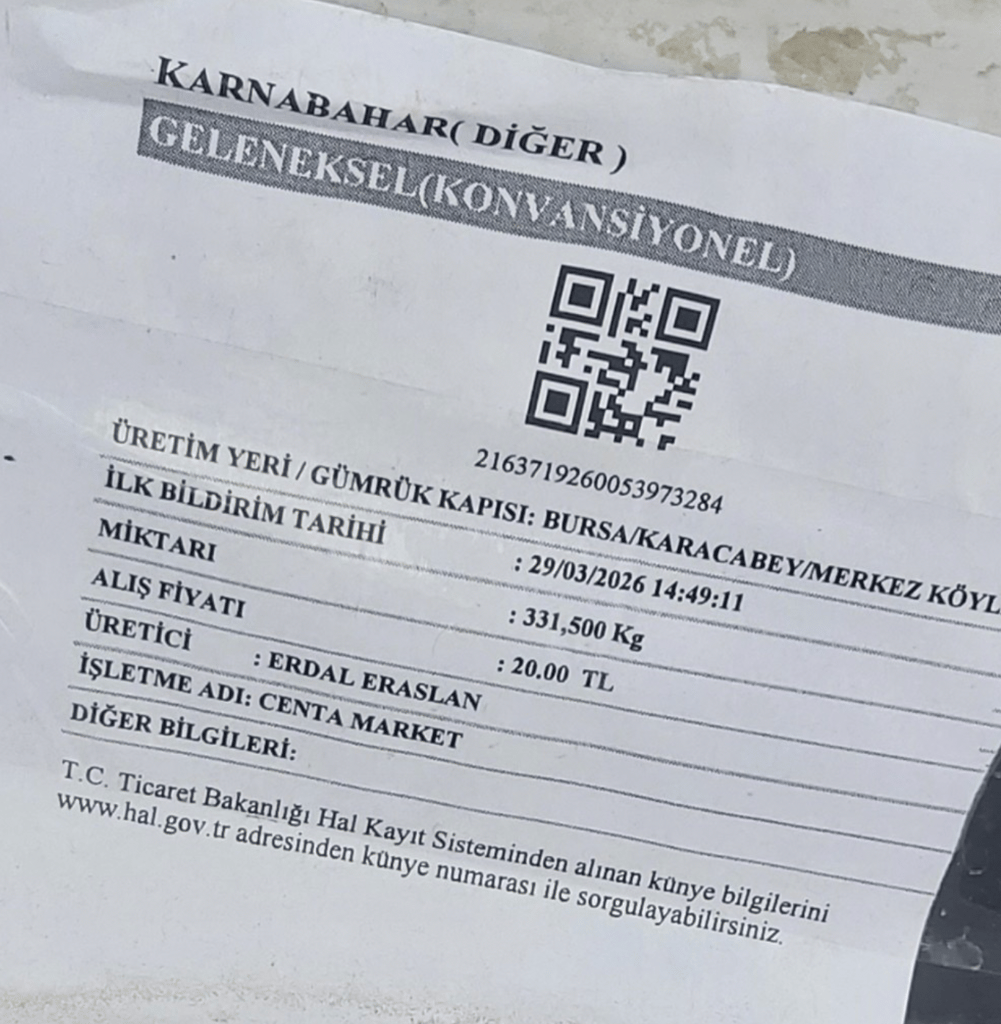 KARNABAHAR( DİĞER )
GELENEKSEL(KONVANSİYONEL)
2163719260053973284
ÜRETİM YERİ / GÜMRÜK KAPISI: BURSA/KARACABEY/MERKEZ KÖYL
İLK BİLDİRİM TARİHİ : 29/03/2026 14:49:11
MİKTARI : 331,500 Kg
ALIŞ FİYATI : 20.00 TL
ÜRETİCİ : ERDAL ERASLAN
İŞLETME ADI: CENTA MARKET
DİĞER BİLGİLERİ:
T.C. Ticaret Bakanlığı Hal Kayıt Sisteminden alınan künye bilgilerini
www.hal.gov.tr adresinden künye numarası ile sorgulayabilirsiniz.